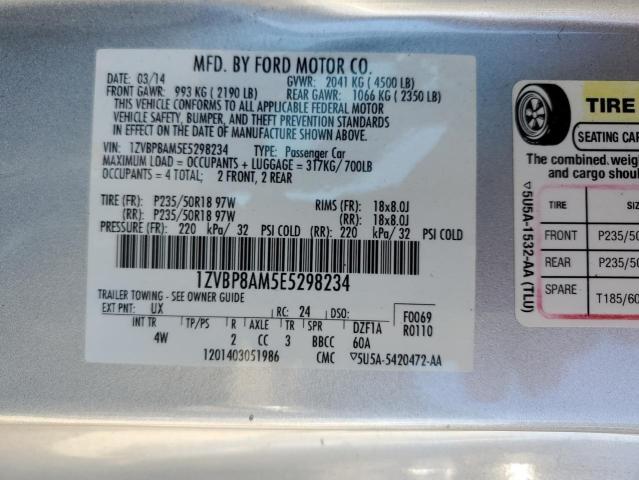 MFD. BY FORD MOTOR CO.
DATE: 03/14 GVWR: 2041 KG ( 4500 LB)
FRONT GAWR: 993 KG ( 2190 LB) REAR GAWR: 1066 KG ( 2350 LB)
THIS VEHICLE CONFORMS TO ALL APPLICABLE FEDERAL MOTOR
VEHICLE SAFETY, BUMPER, AND THEFT PREVENTION STANDARDS
IN EFFECT ON THE DATE OF MANUFACTURE SHOWN ABOVE.
VIN: 1ZVBP8AM5E5298234 TYPE: Passenger Car
MAXIMUM LOAD = OCCUPANTS + LUGGAGE = 317KG/700LB
OCCUPANTS = 4 TOTAL; 2 FRONT, 2 REAR
TIRE (FR): P235/50R18 97W RIMS (FR): 18x8.0J
(RR): P235/50R18 97W (RR): 18x8.0J
PRESSURE (FR): 220 kPa/ 32 PSI COLD (RR): 220 kPa/ 32 PSI COLD
1ZVBP8AM5E5298234
TRAILER TOWING - SEE OWNER GUIDE
EXT PNT: UX RC: 24 DSO: F0069
INT TR TP/PS R AXLE TR SPR DZF1A R0110
4W 2 CC 3 BBCC 60A
1201403051986 CMC ▽5U5A-5420472-AA
TIRE
SEATING CAR
The combined weig
and cargo shou
TIRE SIZ
FRONT P235/50
REAR P235/50
SPARE T185/60
▽5U5A-1532-AA (TLU)